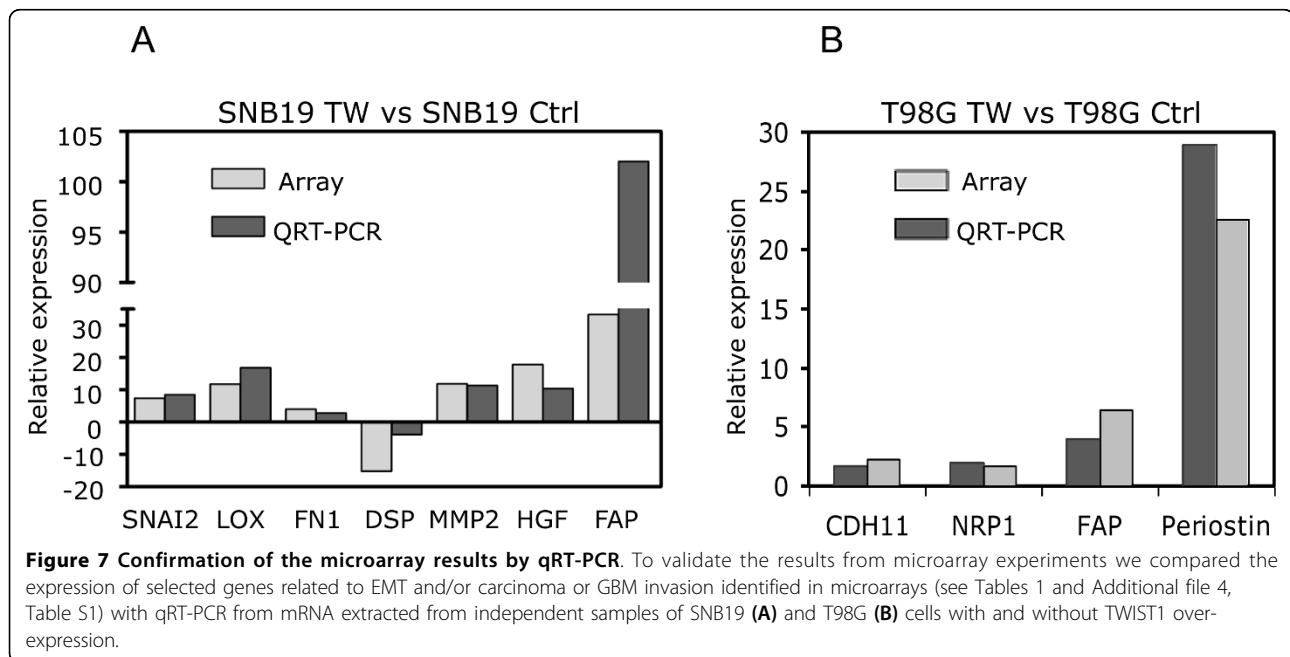 A
SNB19 TW vs SNB19 Ctrl
Relative expression
105
100
95
90
30
20
10
0
-10
-20
Array
QRT-PCR
SNAI2 LOX FN1 DSP MMP2 HGF FAP
B
T98G TW vs T98G Ctrl
Relative expression
30
25
20
15
10
5
0
Array
QRT-PCR
CDH11 NRP1 FAP Periostin
Figure 7 Confirmation of the microarray results by qRT-PCR. To validate the results from microarray experiments we compared the
expression of selected genes related to EMT and/or carcinoma or GBM invasion identified in microarrays (see Tables 1 and Additional file 4,
Table S1) with qRT-PCR from mRNA extracted from independent samples of SNB19 (A) and T98G (B) cells with and without TWIST1 over-
expression.